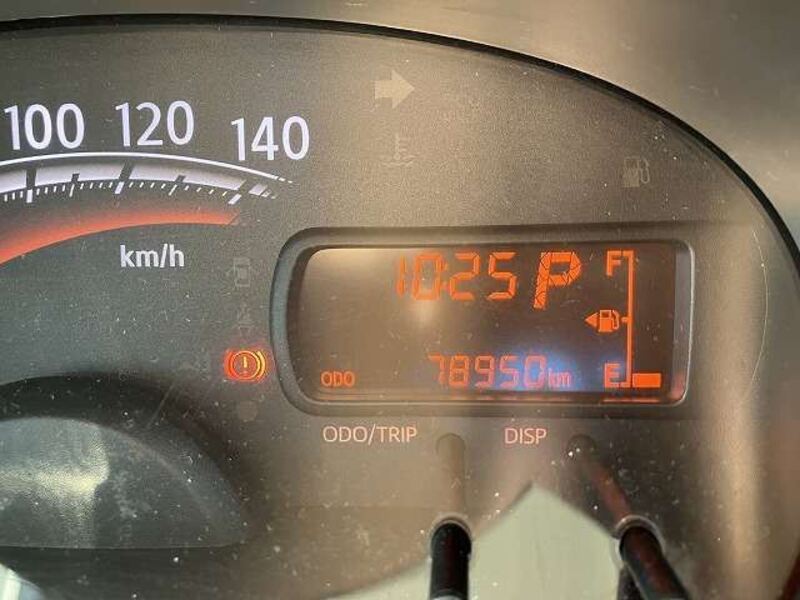 100 120 140
km/h
10:25 P F
ODO 78950km E
ODO/TRIP DISP